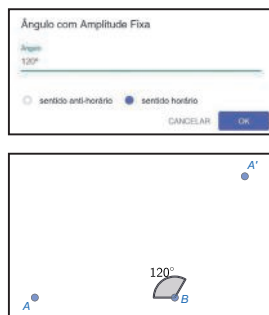 Ângulo com Amplitude Fixa
Ângulo
120°
sentido anti-horário
sentido horário
CANCELAR
OK
A'
120°
A
B